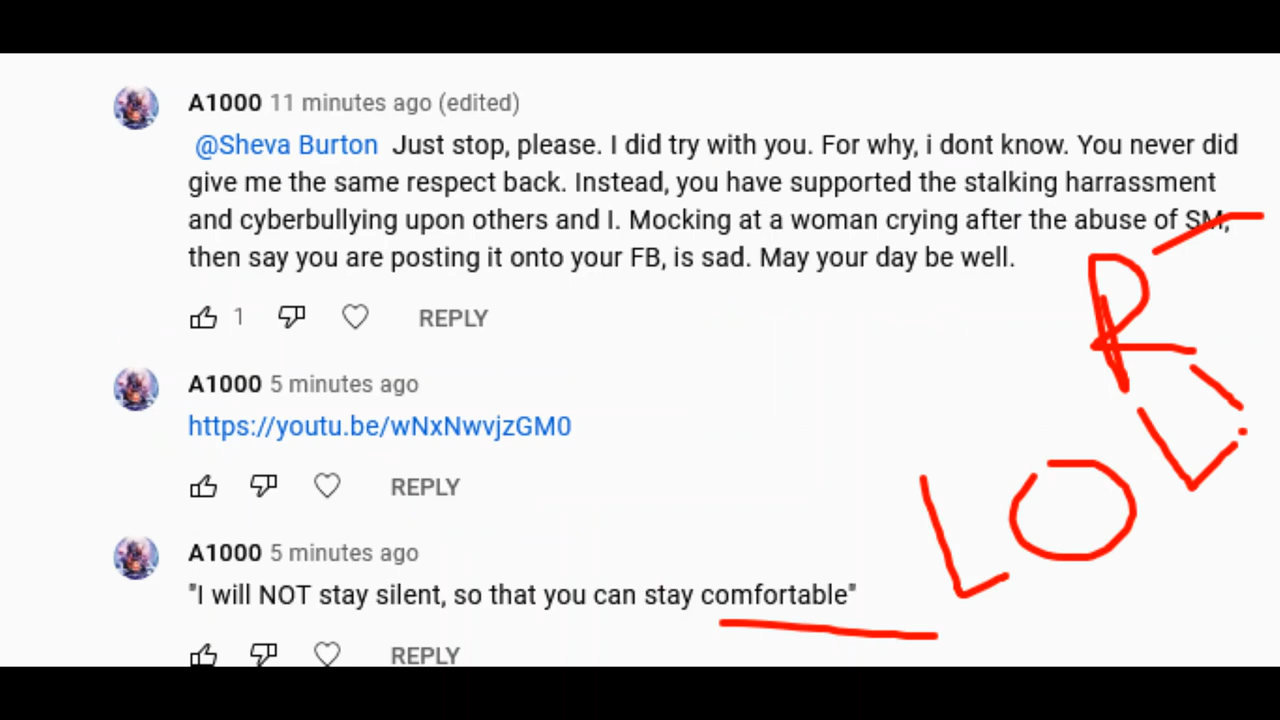 A1000 11 minutes ago (edited)
@Sheva Burton Just stop, please. I did try with you. For why, i dont know. You never did
give me the same respect back. Instead, you have supported the stalking harrassment
and cyberbullying upon others and I. Mocking at a woman crying after the abuse of SM,
then say you are posting it onto your FB, is sad. May your day be well.
1 REPLY
A1000 5 minutes ago
https://youtu.be/wNxNwvjzGM0
REPLY
A1000 5 minutes ago
"I will NOT stay silent, so that you can stay comfortable"
REPLY
LOL